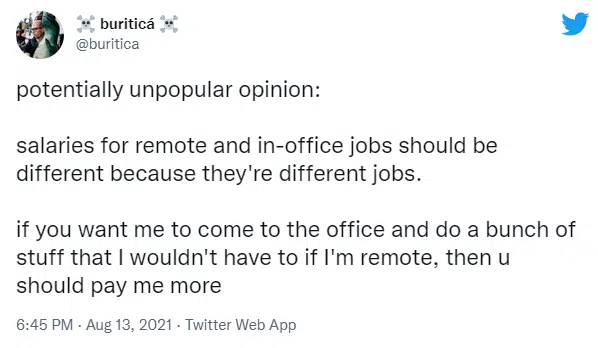 ☠️ buriticá ☠️
@buritica
potentially unpopular opinion:
salaries for remote and in-office jobs should be
different because they're different jobs.
if you want me to come to the office and do a bunch of
stuff that I wouldn't have to if I'm remote, then u
should pay me more
6:45 PM · Aug 13, 2021 · Twitter Web App